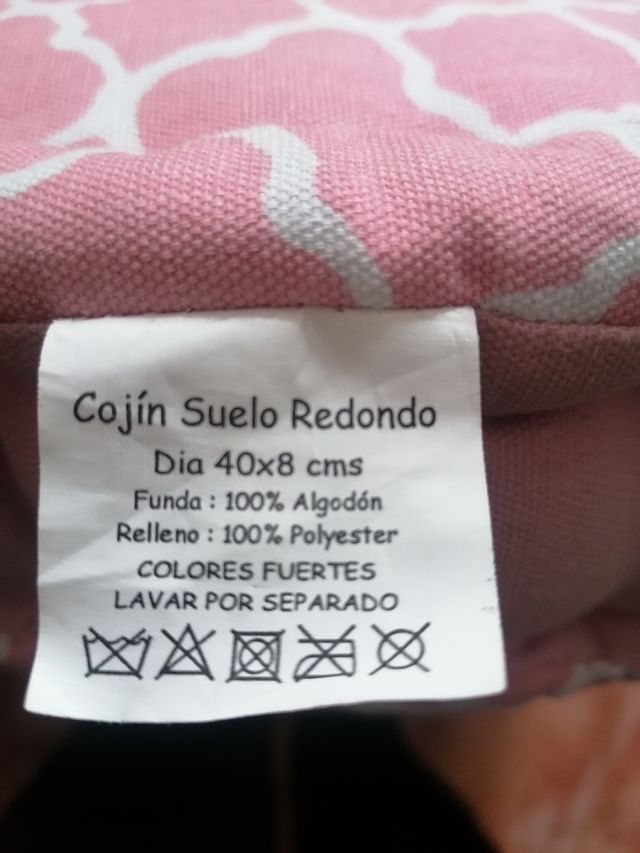 Cojín Suelo Redondo
Dia 40x8 cms
Funda : 100% Algodón
Relleno : 100% Polyester
COLORES FUERTES
LAVAR POR SEPARADO